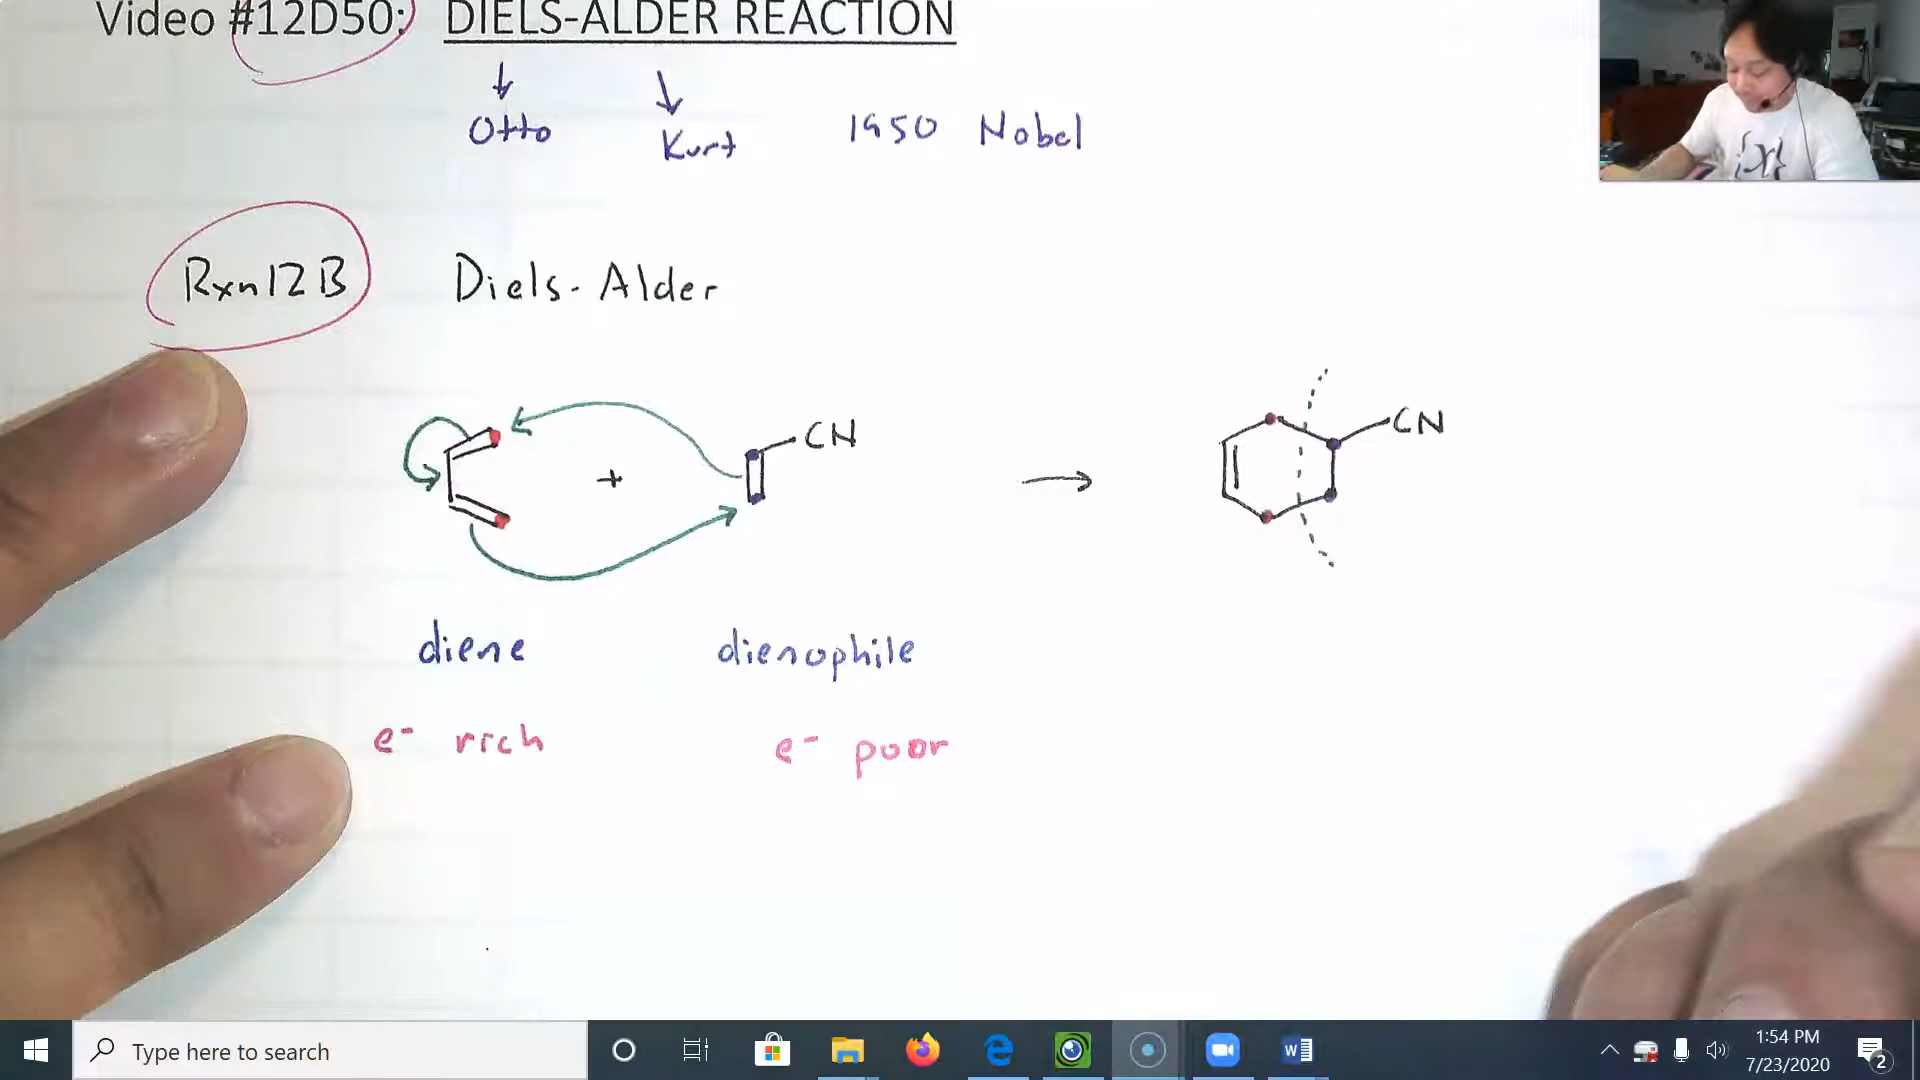 Video #12D50: DIELS-ALDER REACTION
Otto Kurt 1950 Nobel
Rxn12B Diels-Alder
CN + CN
diene dienophile
e⁻ rich e⁻ poor
Type here to search
1:54 PM
7/23/2020
2